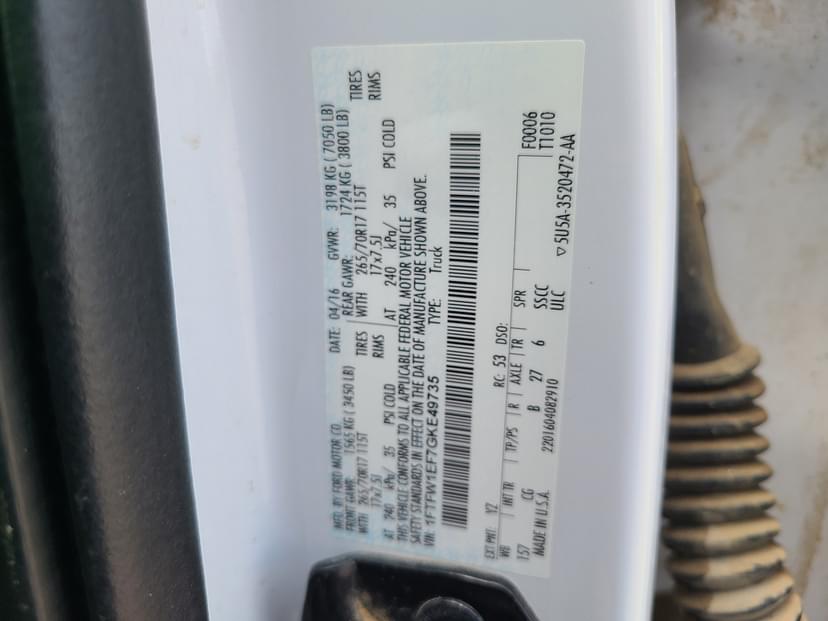 MFD. BY FORD MOTOR CO.
DATE: 04/16 GVWR: 3198 KG ( 7050 LB)
FRONT GAWR: 1565 KG ( 3450 LB) REAR GAWR: 1724 KG ( 3800 LB)
WITH 265/70R17 115T TIRES WITH 265/70R17 115T TIRES
17x7.5J RIMS 17x7.5J RIMS
AT 240 kPa/ 35 PSI COLD AT 240 kPa/ 35 PSI COLD
THIS VEHICLE CONFORMS TO ALL APPLICABLE FEDERAL MOTOR VEHICLE
SAFETY STANDARDS IN EFFECT ON THE DATE OF MANUFACTURE SHOWN ABOVE.
VIN: 1FTFW1EF7GKE49735 TYPE: Truck
EXT PNT: YZ RC: 53 DSO: F0006
WB INT TR TP/PS R AXLE TR SPR T1010
157 CG B 27 6 SSCC
MADE IN U.S.A. 2201604082910 ULC
▽5U5A-3520472-AA